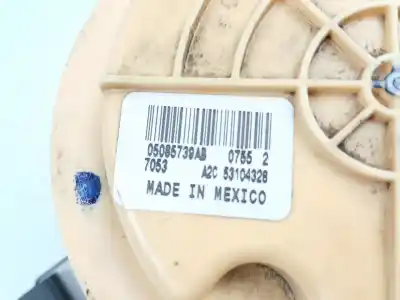 05085739AB 0755 2
7053 A2C 53104328
MADE IN MEXICO